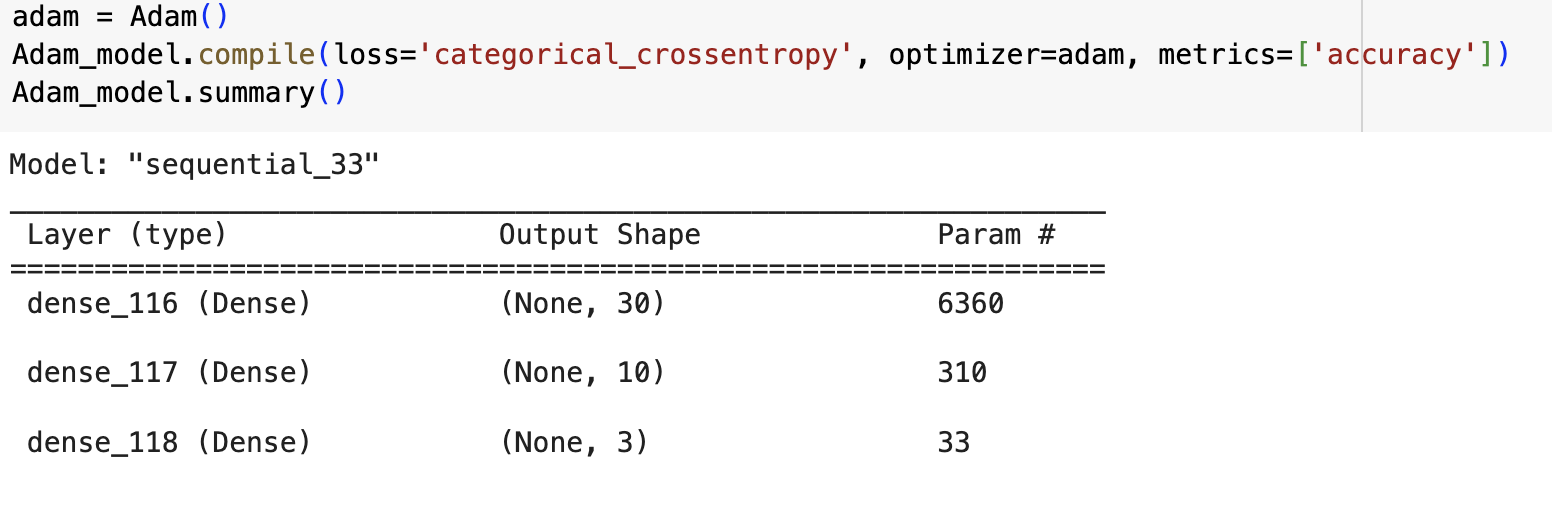 adam = Adam()
Adam_model.compile(loss='categorical_crossentropy', optimizer=adam, metrics=['accuracy'])
Adam_model.summary()
Model: "sequential_33"
_________________________________________________________________
Layer (type) Output Shape Param #
=================================================================
dense_116 (Dense) (None, 30) 6360
dense_117 (Dense) (None, 10) 310
dense_118 (Dense) (None, 3) 33